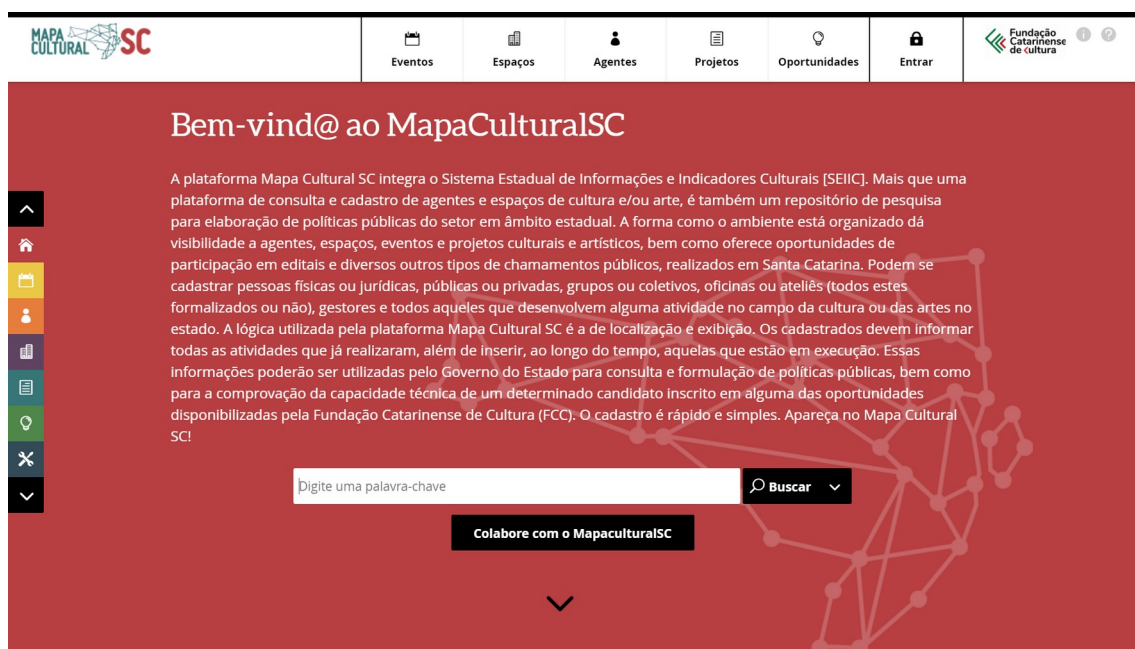 MAPA
CULTURAL SC
Eventos
Espaços
Agentes
Projetos
Oportunidades
Entrar
Fundação
Catarinense
de cultura
Bem-vind@ ao MapaCulturalSC
A plataforma Mapa Cultural SC integra o Sistema Estadual de Informações e Indicadores Culturais [SEIIC]. Mais que uma
plataforma de consulta e cadastro de agentes e espaços de cultura e/ou arte, é também um repositório de pesquisa
para elaboração de políticas públicas do setor em âmbito estadual. A forma como o ambiente está organizado dá
visibilidade a agentes, espaços, eventos e projetos culturais e artísticos, bem como oferece oportunidades de
participação em editais e diversos outros tipos de chamamentos públicos, realizados em Santa Catarina. Podem se
cadastrar pessoas físicas ou jurídicas, públicas ou privadas, grupos ou coletivos, oficinas ou ateliês (todos estes
formalizados ou não), gestores e todos aqueles que desenvolvem alguma atividade no campo da cultura ou das artes no
estado. A lógica utilizada pela plataforma Mapa Cultural SC é a de localização e exibição. Os cadastrados devem informar
todas as atividades que já realizaram, além de inserir, ao longo do tempo, aquelas que estão em execução. Essas
informações poderão ser utilizadas pelo Governo do Estado para consulta e formulação de políticas públicas, bem como
para a comprovação da capacidade técnica de um determinado candidato inscrito em alguma das oportunidades
disponibilizadas pela Fundação Catarinense de Cultura (FCC). O cadastro é rápido e simples. Apareça no Mapa Cultural
SC!
Digite uma palavra-chave
Buscar
Colabore com o MapaculturalSC